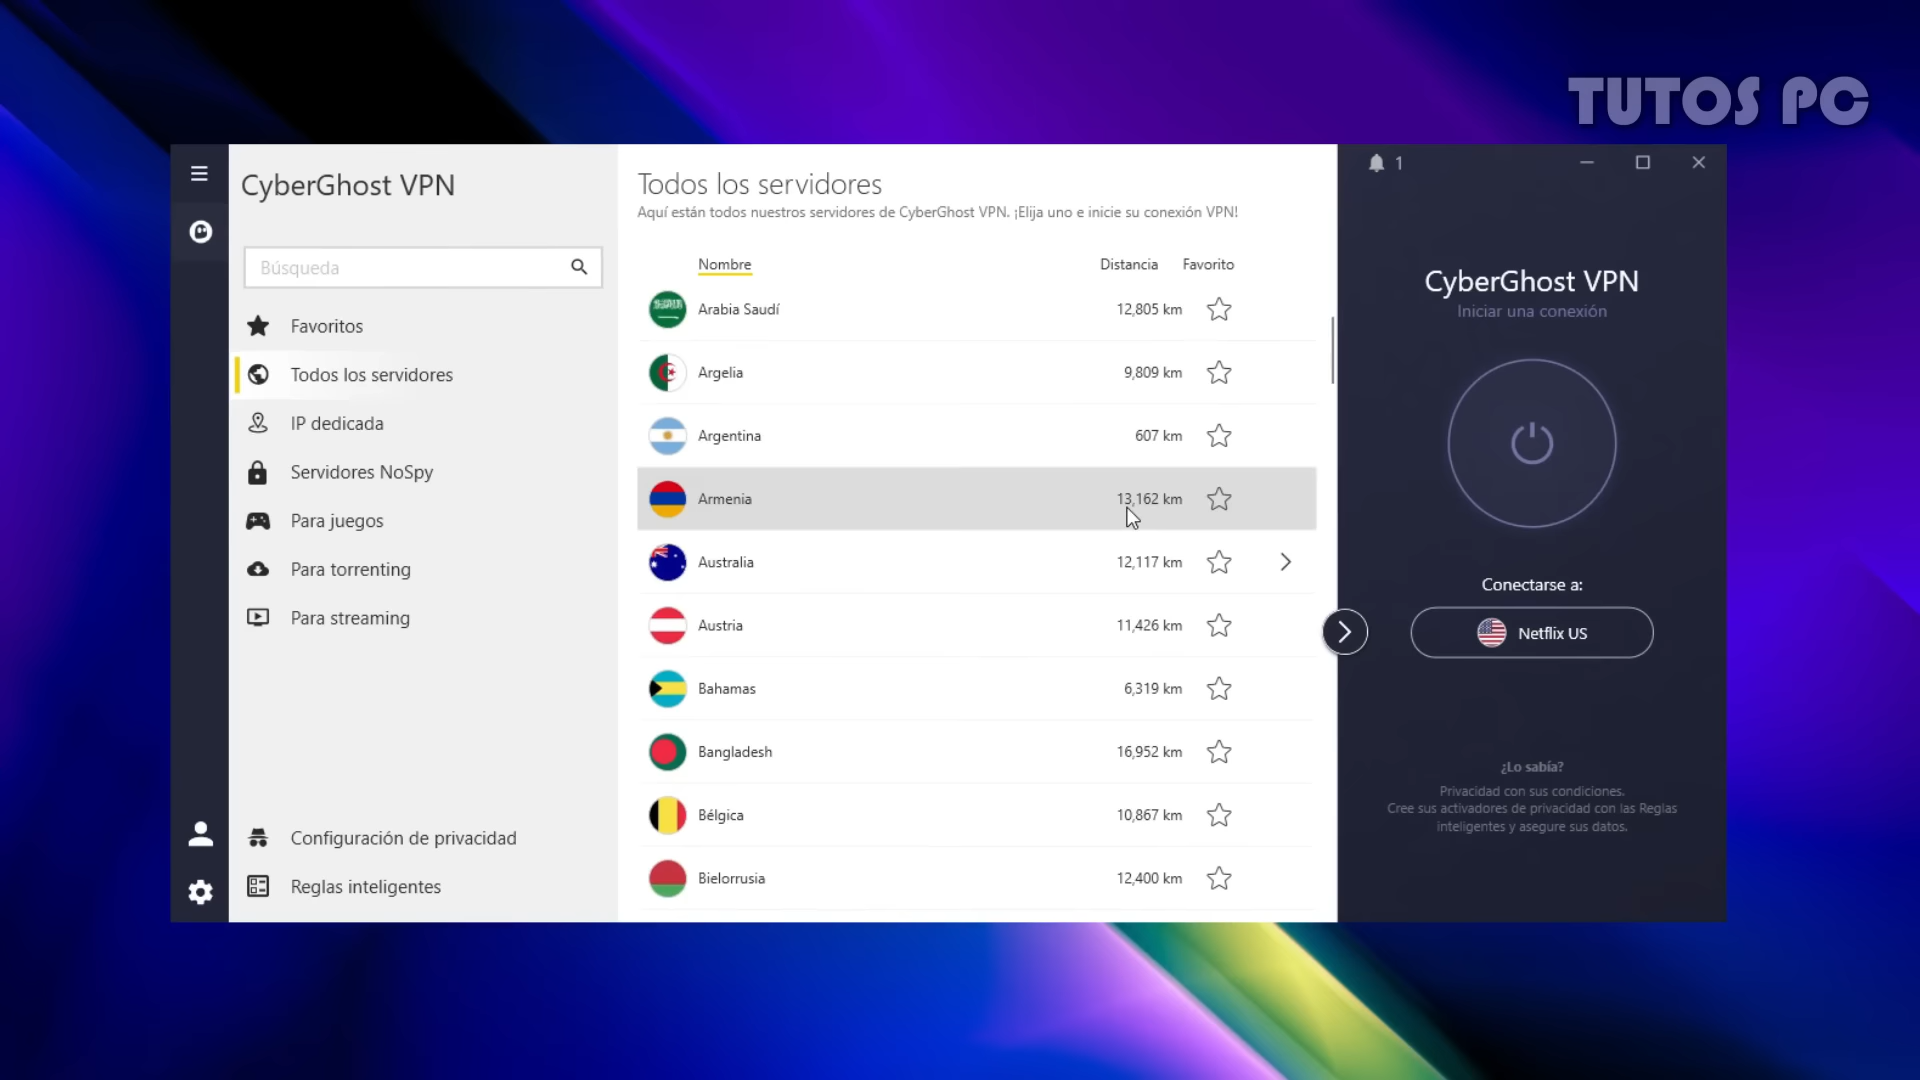 TUTOS PC
CyberGhost VPN
Búsqueda
Favoritos
Todos los servidores
IP dedicada
Servidores NoSpy
Para juegos
Para torrenting
Para streaming
Configuración de privacidad
Reglas inteligentes
Todos los servidores
Aquí están todos nuestros servidores de CyberGhost VPN. ¡Elija uno e inicie su conexión VPN!
Nombre Distancia Favorito
Arabia Saudí 12,805 km
Argelia 9,809 km
Argentina 607 km
Armenia 13,162 km
Australia 12,117 km
Austria 11,426 km
Bahamas 6,319 km
Bangladesh 16,952 km
Bélgica 10,867 km
Bielorrusia 12,400 km
1
CyberGhost VPN
Iniciar una conexión
Conectarse a:
Netflix US
¿Lo sabía?
Privacidad con sus condiciones.
Cree sus activadores de privacidad con las Reglas
inteligentes y asegure sus datos.